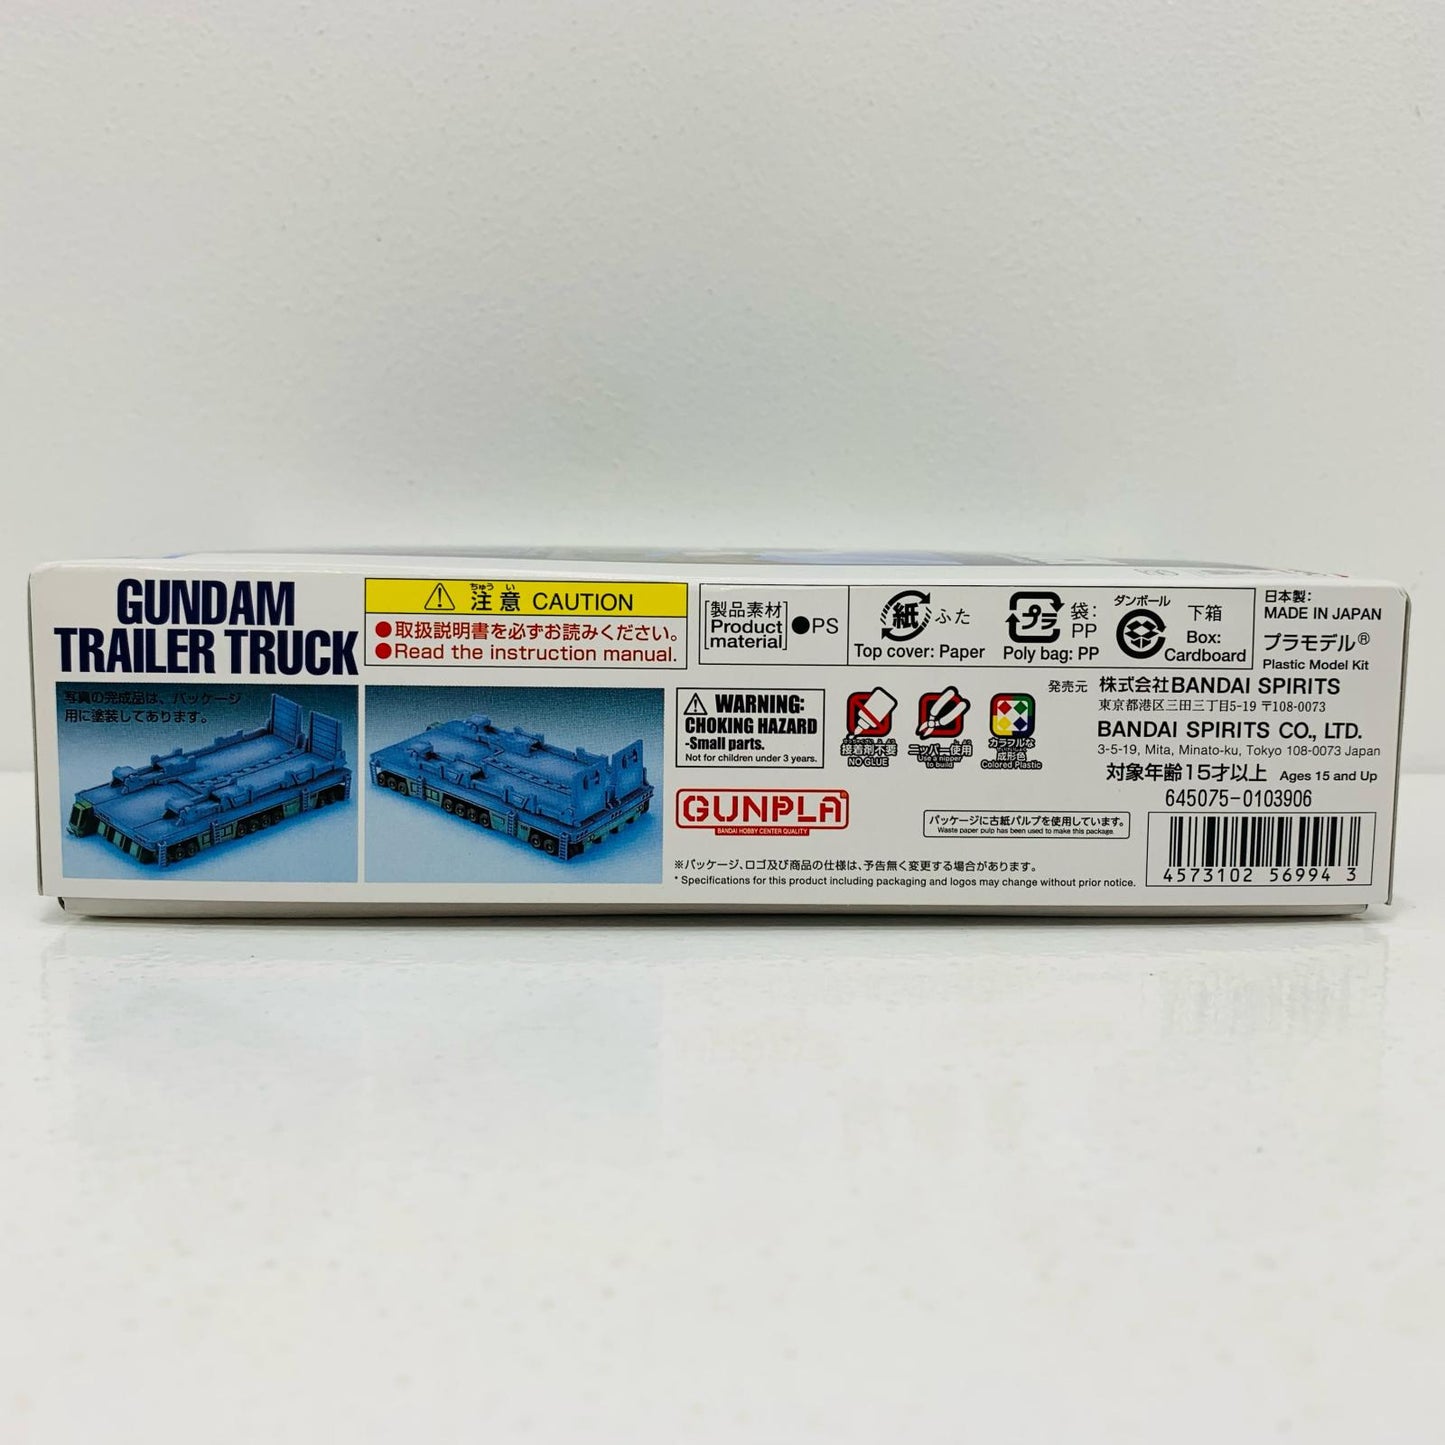 GUNDAM
TRAILER TRUCK
写真の完成品は、パッケージ
用に塗装してあります。
ちゅう い
注意 CAUTION
●取扱説明書を必ずお読みください。
●Read the instruction manual.
[製品素材
Product
material]
●PS
紙
ふた
Top cover: Paper
プラ
袋:
PP
Poly bag: PP
ダンボール
下箱
Box:
Cardboard
日本製:
MADE IN JAPAN
プラモデル®
Plastic Model Kit
WARNING:
CHOKING HAZARD
-Small parts.
Not for children under 3 years.
接着剤不要
NO GLUE
ニッパー使用
Use a nipper
to build
カラフルな
成形色
Colored Plastic
発売元
株式会社BANDAI SPIRITS
東京都港区三田三丁目5-19 〒108-0073
BANDAI SPIRITS CO., LTD.
3-5-19, Mita, Minato-ku, Tokyo 108-0073 Japan
対象年齢15才以上 Ages 15 and Up
645075-0103906
GUNPLA
BANDAI HOBBY CENTER QUALITY
パッケージに古紙パルプを使用しています。
Waste paper pulp has been used to make this package.
※パッケージ、ロゴ及び商品の仕様は、予告無く変更する場合があります。
* Specifications for this product including packaging and logos may change without prior notice.
4573102 56994 3